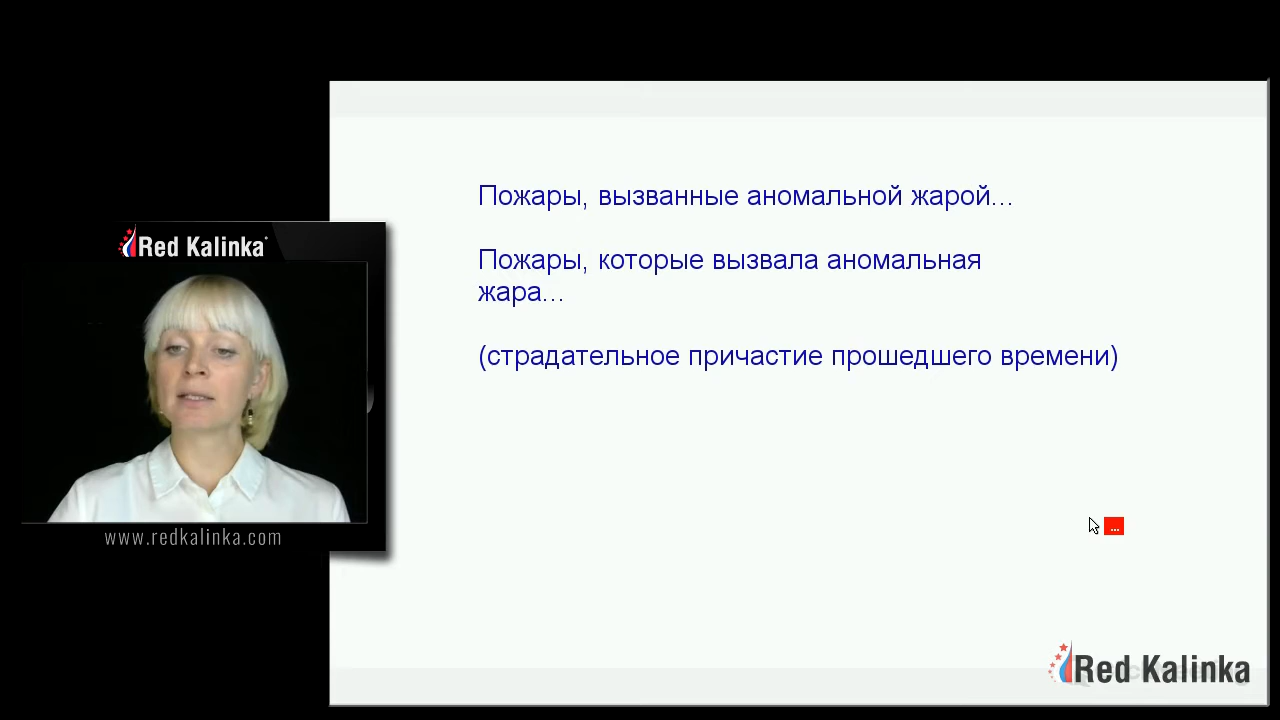 Пожары, вызванные аномальной жарой...
Пожары, которые вызвала аномальная
жара...
(страдательное причастие прошедшего времени)
Red Kalinka
www.redkalinka.com
...
Red Kalinka